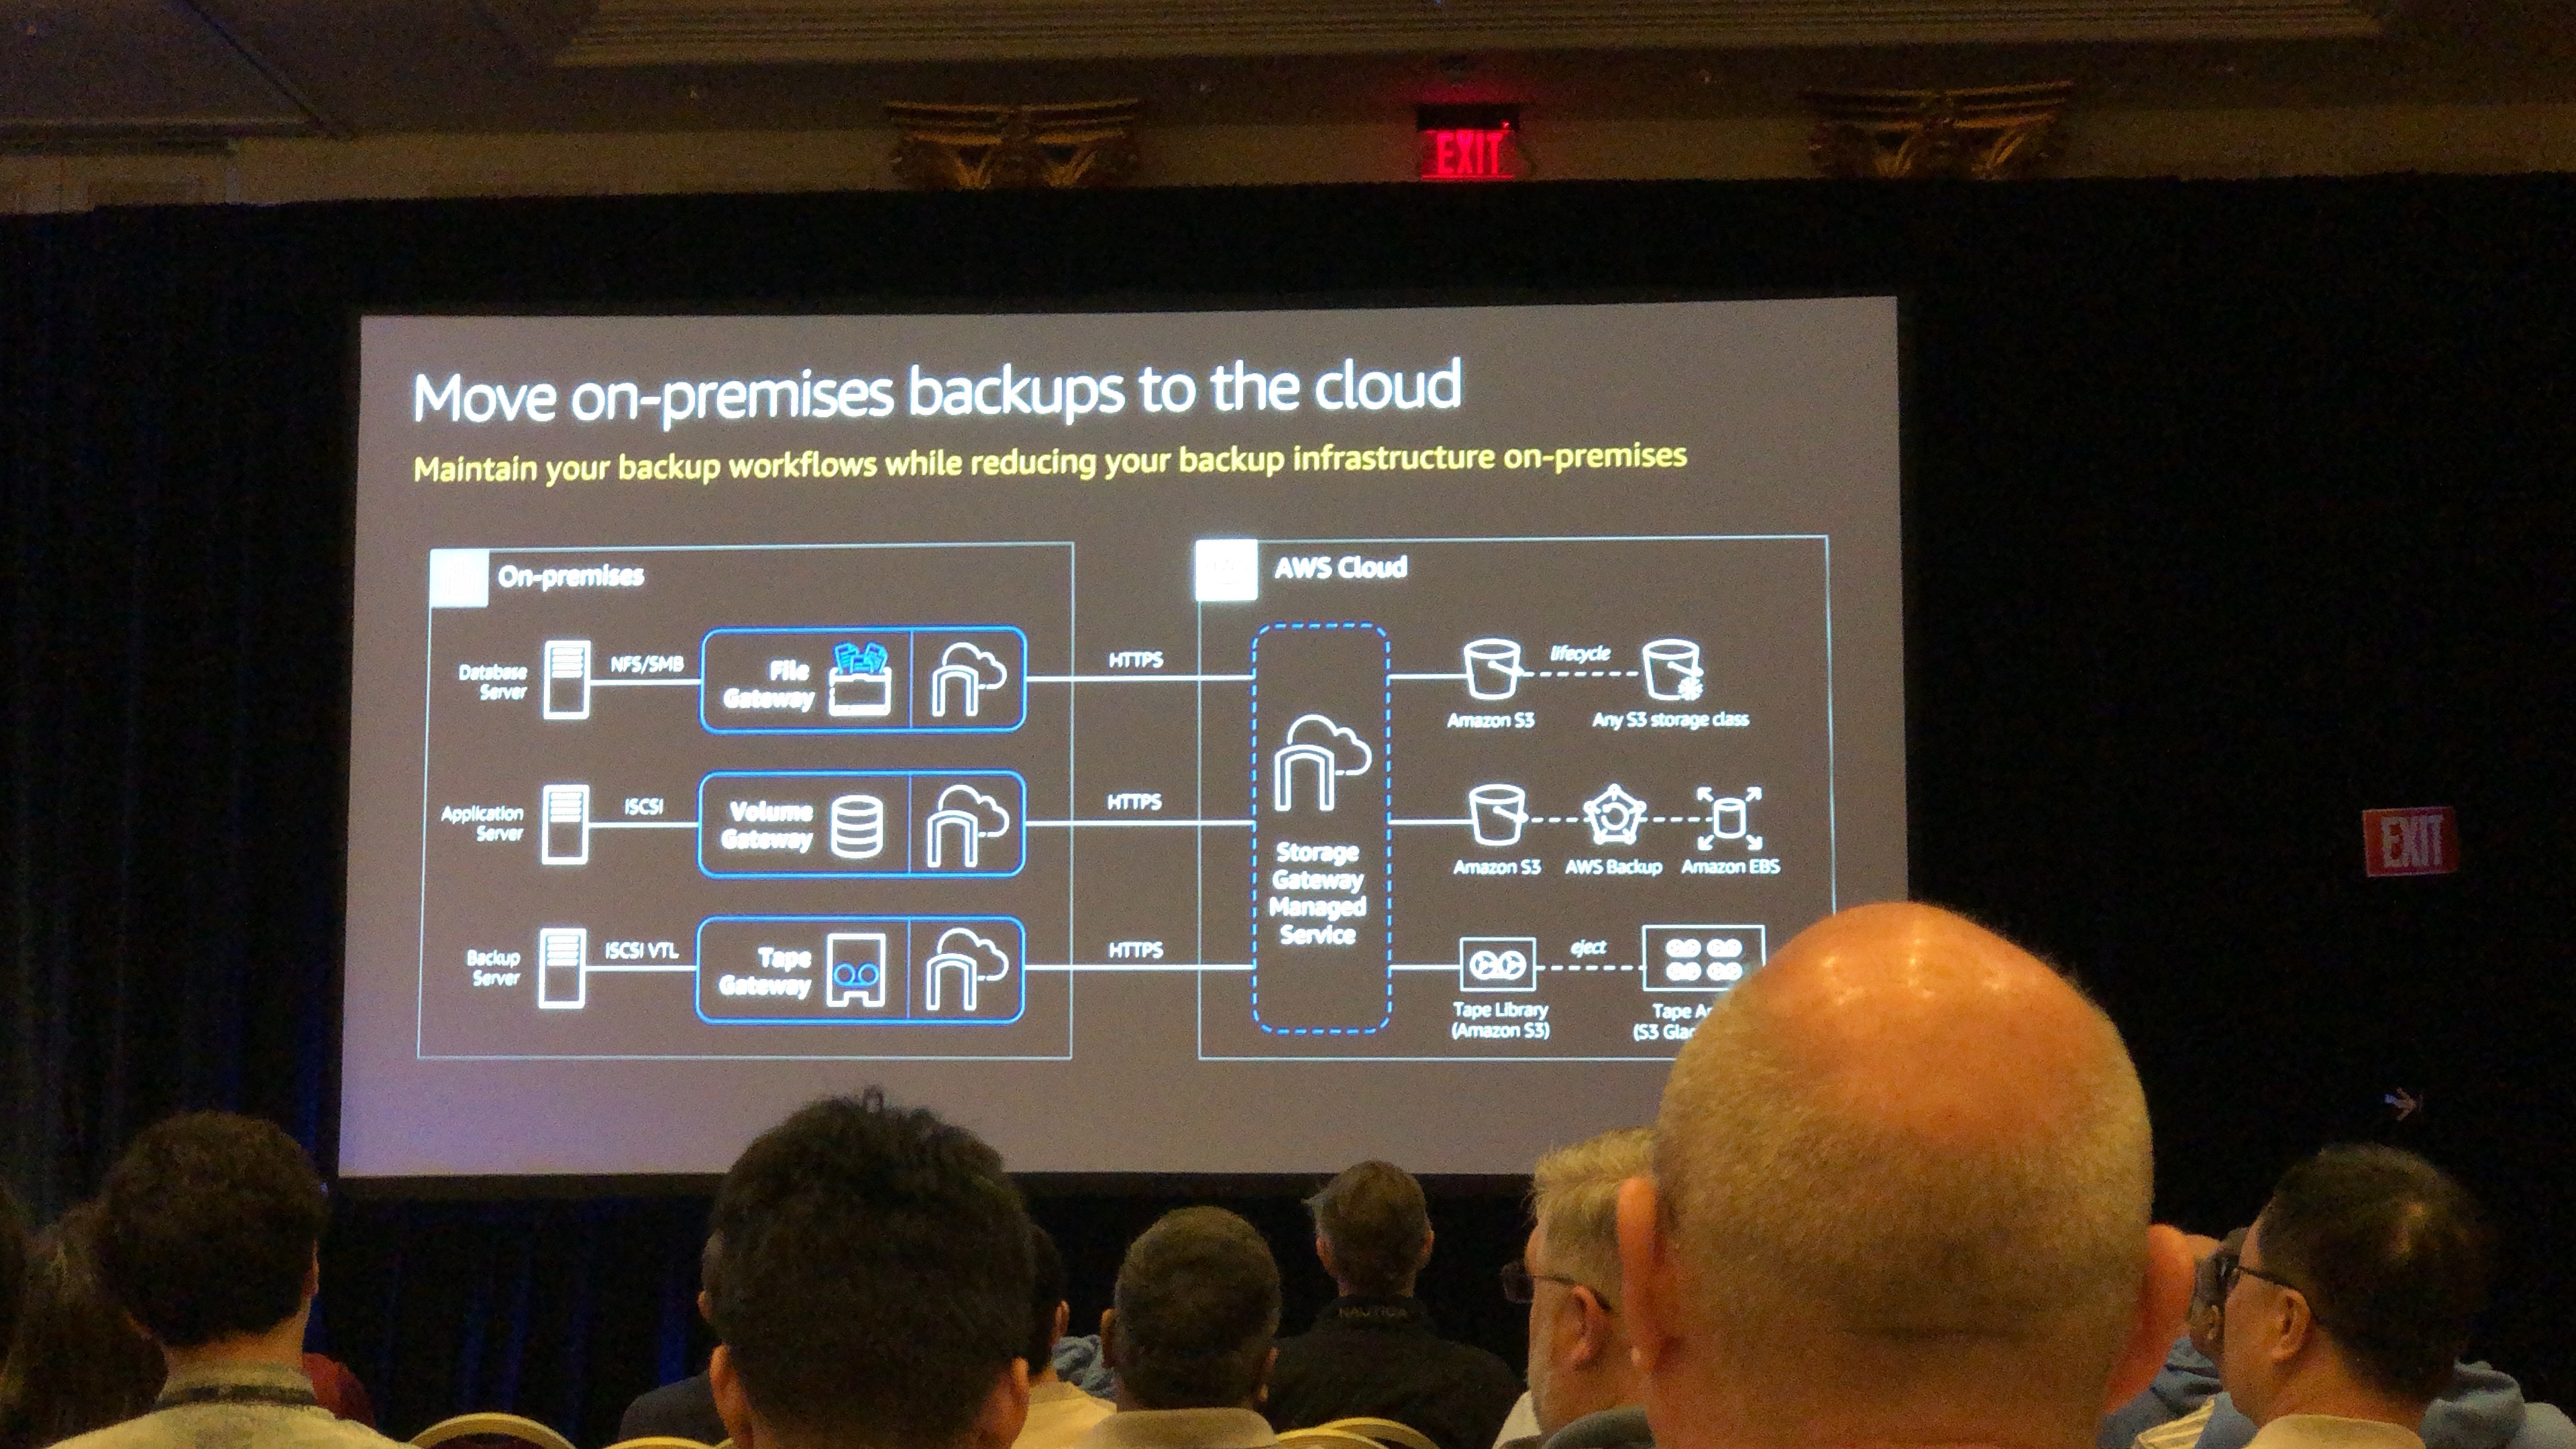 EXIT
Move on-premises backups to the cloud
Maintain your backup workflows while reducing your backup infrastructure on-premises
On-premises
Database
Server
NFS/SMB
File
Gateway
HTTPS
Application
Server
iSCSI
Volume
Gateway
HTTPS
Backup
Server
iSCSI VTL
Tape
Gateway
HTTPS
AWS Cloud
Storage
Gateway
Managed
Service
Amazon S3
lifecycle
Any S3 storage class
Amazon S3
AWS Backup
Amazon EBS
Tape Library
(Amazon S3)
eject
Tape
(S3
EXIT
NAUTICA